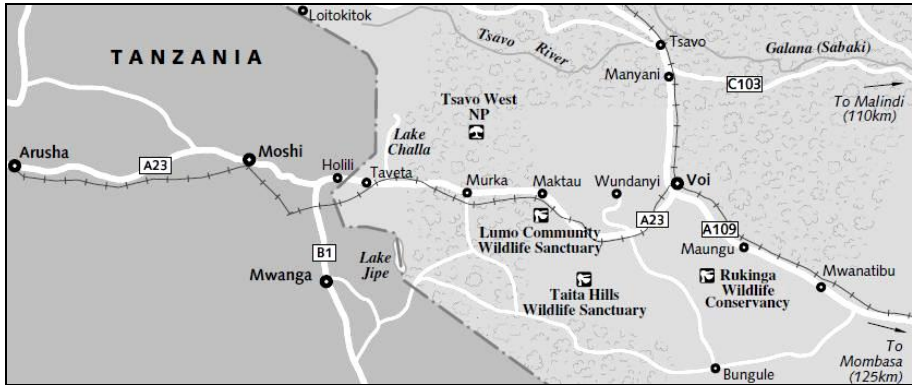 Loitokitok
TANZANIA
Tsavo
River
Tsavo
Galana (Sabaki)
Manyani
C103
To Malindi
(110km)
Tsavo West
NP
Lake
Challa
Arusha
A23
Moshi
Holili
Taveta
Murka
Maktau
Wundanyi
Voi
A23
A109
Lumo Community
Wildlife Sanctuary
Maungu
B1
Lake
Jipe
Mwanga
Taita Hills
Wildlife Sanctuary
Rukinga
Wildlife
Conservancy
Mwanatibu
To
Mombasa
(125km)
Bungule